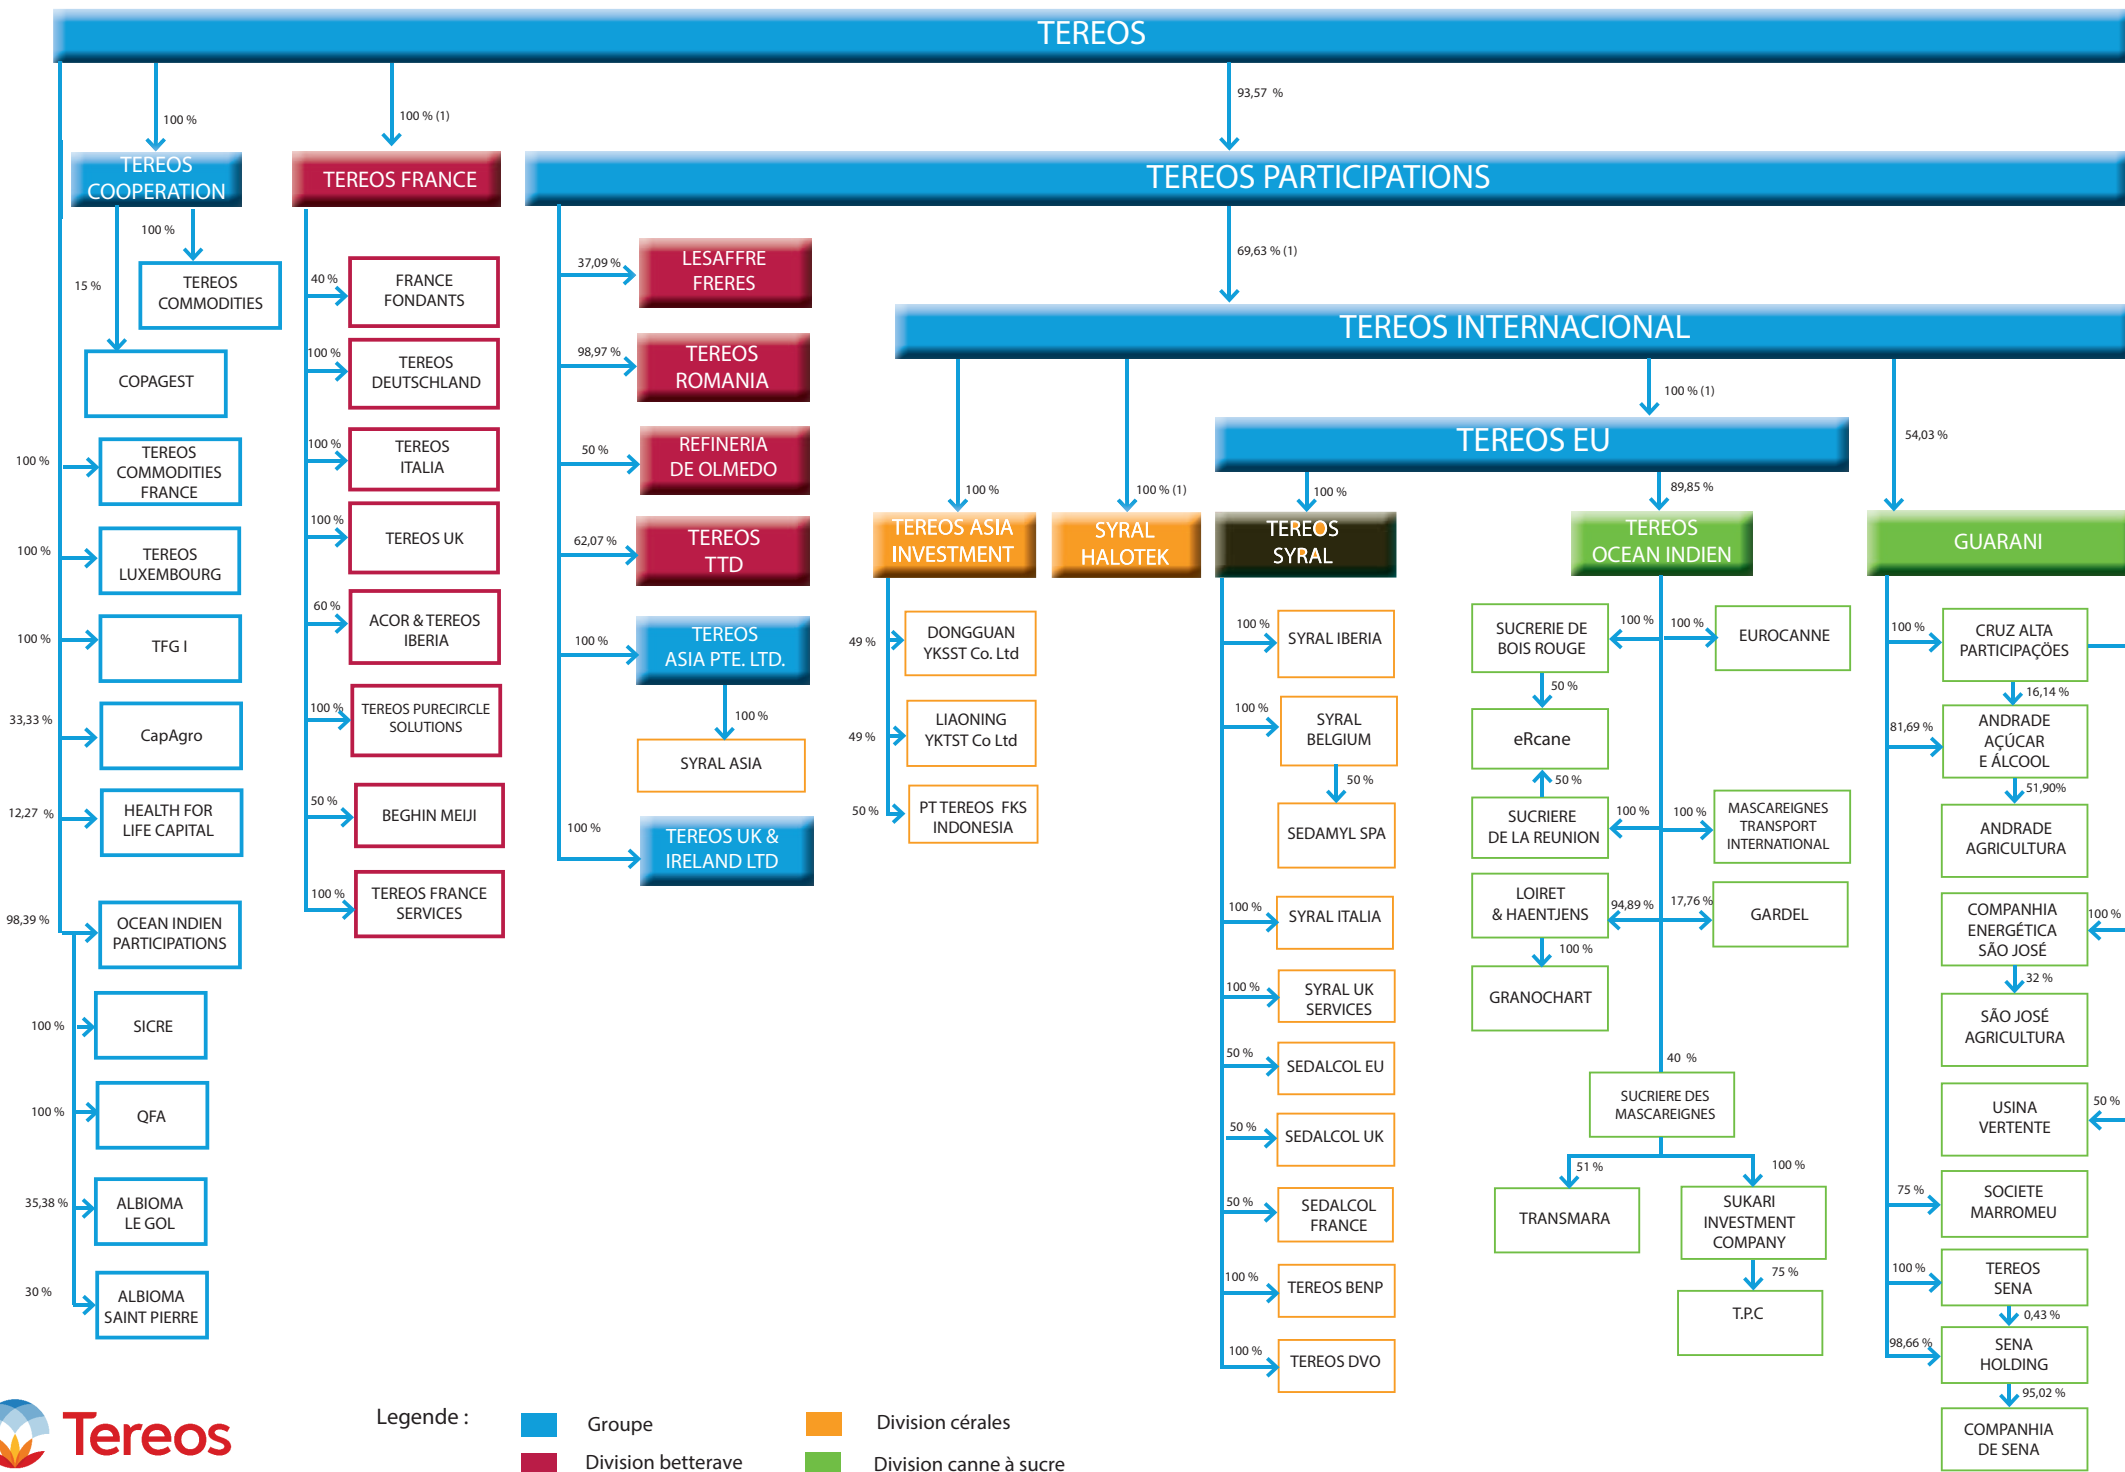 TEREOS
100 %
100 % (1)
93,57 %
TEREOS
COOPERATION
TEREOS FRANCE
TEREOS PARTICIPATIONS
15 %
100 %
TEREOS
COMMODITIES
COPAGEST
100 %
TEREOS
COMMODITIES
FRANCE
100 %
TEREOS
LUXEMBOURG
100 %
TFG I
33,33 %
CapAgro
12,27 %
HEALTH FOR
LIFE CAPITAL
98,39 %
OCEAN INDIEN
PARTICIPATIONS
100 %
SICRE
100 %
QFA
35,38 %
ALBIOMA
LE GOL
30 %
ALBIOMA
SAINT PIERRE
40 %
FRANCE
FONDANTS
100 %
TEREOS
DEUTSCHLAND
100 %
TEREOS
ITALIA
100 %
TEREOS UK
60 %
ACOR & TEREOS
IBERIA
100 %
TEREOS PURECIRCLE
SOLUTIONS
50 %
BEGHIN MEIJI
100 %
TEREOS FRANCE
SERVICES
37,09 %
LESAFFRE
FRERES
98,97 %
TEREOS
ROMANIA
50 %
REFINERIA
DE OLMEDO
62,07 %
TEREOS
TTD
100 %
TEREOS
ASIA PTE. LTD.
100 %
SYRAL ASIA
100 %
TEREOS UK &
IRELAND LTD
69,63 % (1)
TEREOS INTERNACIONAL
100 %
100 % (1)
100 % (1)
54,03 %
TEREOS EU
100 %
89,85 %
TEREOS ASIA
INVESTMENT
SYRAL
HALOTEK
TEREOS
SYRAL
TEREOS
OCEAN INDIEN
GUARANI
49 %
DONGGUAN
YKSST Co. Ltd
49 %
LIAONING
YKTST Co Ltd
50 %
PT TEREOS FKS
INDONESIA
100 %
SYRAL IBERIA
100 %
SYRAL
BELGIUM
50 %
SEDAMYL SPA
100 %
SYRAL ITALIA
100 %
SYRAL UK
SERVICES
50 %
SEDALCOL EU
50 %
SEDALCOL UK
50 %
SEDALCOL
FRANCE
100 %
TEREOS BENP
100 %
TEREOS DVO
SUCRERIE DE
BOIS ROUGE
100 %
100 %
EUROCANNE
50 %
eRcane
50 %
SUCRIERE
DE LA REUNION
100 %
100 %
MASCAREIGNES
TRANSPORT
INTERNATIONAL
LOIRET
& HAENTJENS
94,89 %
17,76 %
GARDEL
100 %
GRANOCHART
40 %
SUCRIERE DES
MASCAREIGNES
51 %
100 %
TRANSMARA
SUKARI
INVESTMENT
COMPANY
75 %
T.P.C
100 %
CRUZ ALTA
PARTICIPAÇÖES
16,14 %
81,69 %
ANDRADE
AÇÚCAR
E ÁLCOOL
51,90%
ANDRADE
AGRICULTURA
COMPANHIA
ENERGÉTICA
SÃO JOSÉ
100 %
32 %
SÃO JOSÉ
AGRICULTURA
USINA
VERTENTE
50 %
75 %
SOCIETE
MARROMEU
100 %
TEREOS
SENA
0,43 %
98,66 %
SENA
HOLDING
95,02 %
COMPANHIA
DE SENA
Tereos
Legende :
Groupe
Division betterave
Division cérales
Division canne à sucre